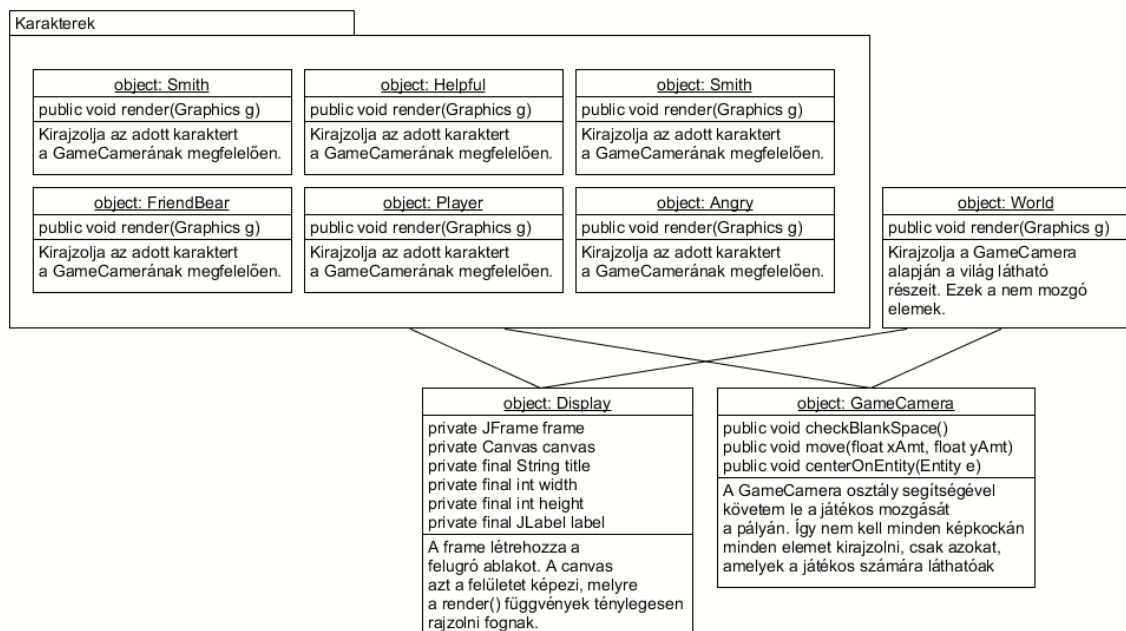 Karakterek
object: Smith
public void render(Graphics g)
Kirajzolja az adott karaktert
a GameCamerának megfelelően.
object: Helpful
public void render(Graphics g)
Kirajzolja az adott karaktert
a GameCamerának megfelelően.
object: Smith
public void render(Graphics g)
Kirajzolja az adott karaktert
a GameCamerának megfelelően.
object: FriendBear
public void render(Graphics g)
Kirajzolja az adott karaktert
a GameCamerának megfelelően.
object: Player
public void render(Graphics g)
Kirajzolja az adott karaktert
a GameCamerának megfelelően.
object: Angry
public void render(Graphics g)
Kirajzolja az adott karaktert
a GameCamerának megfelelően.
object: World
public void render(Graphics g)
Kirajzolja a GameCamera
alapján a világ látható
részeit. Ezek a nem mozgó
elemek.
object: Display
private JFrame frame
private Canvas canvas
private final String title
private final int width
private final int height
private final JLabel label
A frame létrehozza a
felugró ablakot. A canvas
azt a felületet képezi, melyre
a render() függvények ténylegesen
rajzolni fognak.
object: GameCamera
public void checkBlankSpace()
public void move(float xAmt, float yAmt)
public void centerOnEntity(Entity e)
A GameCamera osztály segítségével
követem le a játékos mozgását
a pályán. Így nem kell minden képkockán
minden elemet kirajzolni, csak azokat,
amelyek a játékos számára láthatóak